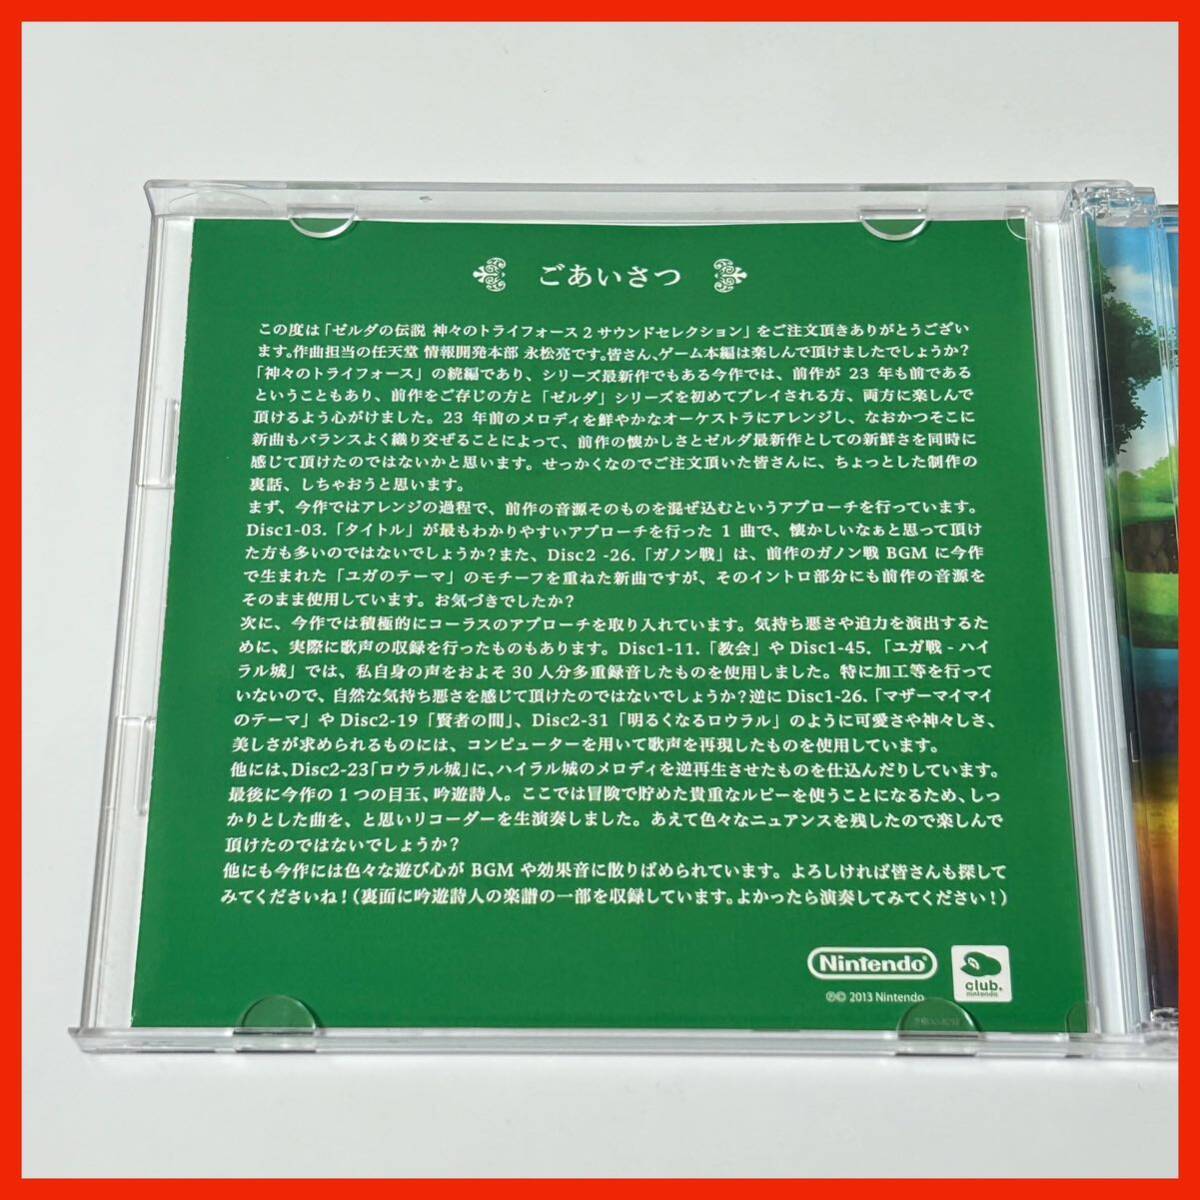 ごあいさつ
この度は「ゼルダの伝説 神々のトライフォース2 サウンドセレクション」をご注文頂きありがとうござい
ます。作曲担当の任天堂 情報開発本部 永松亮です。皆さん、ゲーム本編は楽しんで頂けましたでしょうか?
「神々のトライフォース」の続編であり、シリーズ最新作でもある今作では、前作が 23 年も前である
ということもあり、前作をご存じの方と「ゼルダ」シリーズを初めてプレイされる方、両方に楽しんで
頂けるよう心がけました。23 年前のメロディを鮮やかなオーケストラにアレンジし、なおかつそこに
新曲もバランスよく織り交ぜることによって、前作の懐かしさとゼルダ最新作としての新鮮さを同時に
感じて頂けたのではないかと思います。せっかくなのでご注文頂いた皆さんに、ちょっとした制作の
裏話、しちゃおうと思います。
まず、今作ではアレンジの過程で、前作の音源そのものを混ぜ込むというアプローチを行っています。
Disc1-03.「タイトル」が最もわかりやすいアプローチを行った 1 曲で、懐かしいなぁと思って頂け
た方も多いのではないでしょうか?また、Disc2 -26.「ガノン戦」は、前作のガノン戦 BGM に今作
で生まれた「ユガのテーマ」のモチーフを重ねた新曲ですが、そのイントロ部分にも前作の音源を
そのまま使用しています。お気づきでしたか?
次に、今作では積極的にコーラスのアプローチを取り入れています。気持ち悪さや迫力を演出するた
めに、実際に歌声の収録を行ったものもあります。Disc1-11.「教会」や Disc1-45.「ユガ戦 - ハイ
ラル城」では、私自身の声をおよそ 30 人分多重録音したものを使用しました。特に加工等を行って
いないので、自然な気持ち悪さを感じて頂けたのではないでしょうか?逆に Disc1-26.「マザーマイマイ
のテーマ」や Disc2-19「賢者の間」、Disc2-31「明るくなるロウラル」のように可愛さや神々しさ、
美しさが求められるものには、コンピューターを用いて歌声を再現したものを使用しています。
他には、Disc2-23「ロウラル城」に、ハイラル城のメロディを逆再生させたものを仕込んだりしています。
最後に今作の 1 つの目玉、吟遊詩人。ここでは冒険で貯めた貴重なルピーを使うことになるため、しっ
かりとした曲を、と思いリコーダーを生演奏しました。あえて色々なニュアンスを残したので楽しんで
頂けたのではないでしょうか?
他にも今作には色々な遊び心が BGM や効果音に散りばめられています。よろしければ皆さんも探して
みてくださいね!(裏面に吟遊詩人の楽譜の一部を収録しています。よかったら演奏してみてください!)
Nintendo
club.
nintendo
℗© 2013 Nintendo